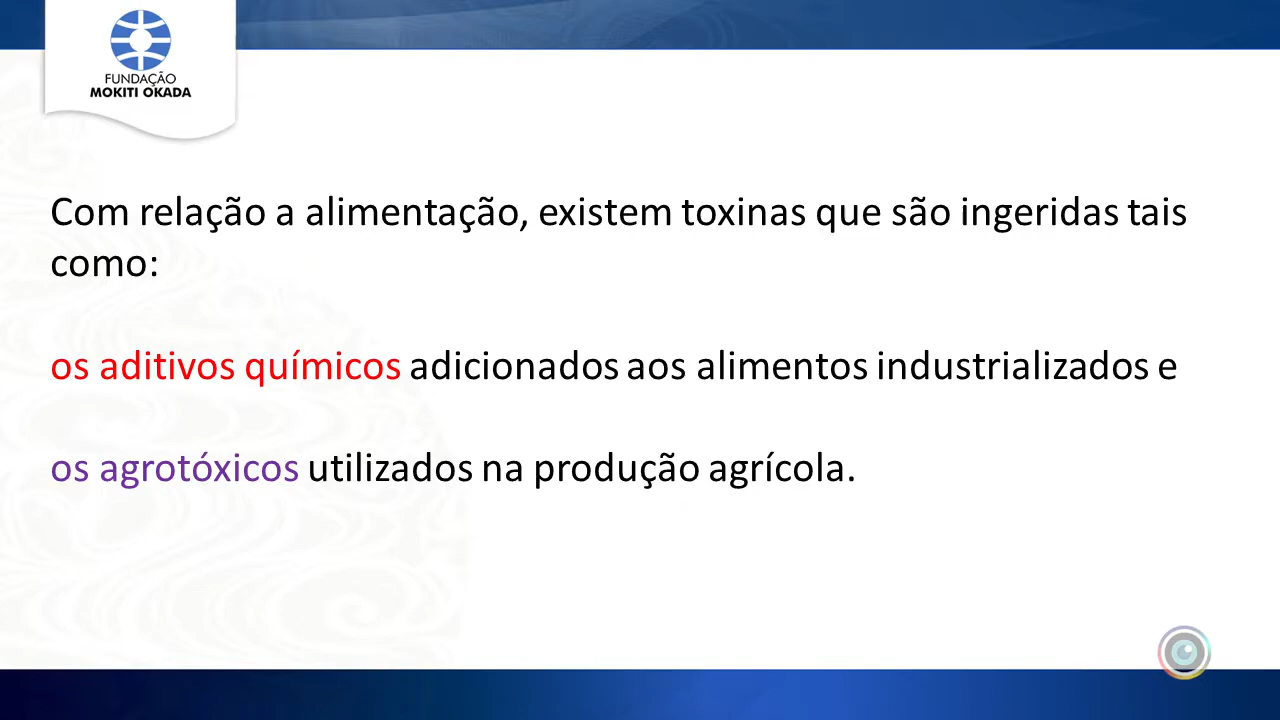 FUNDAÇÃO
MOKITI OKADA
Com relação a alimentação, existem toxinas que são ingeridas tais
como:
os aditivos químicos adicionados aos alimentos industrializados e
os agrotóxicos utilizados na produção agrícola.